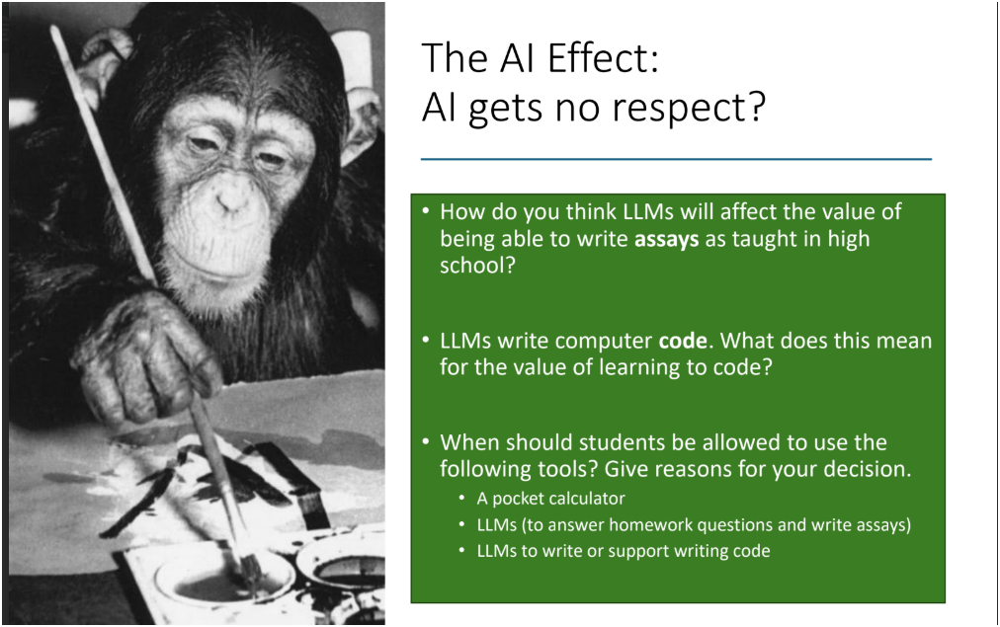 The AI Effect:
AI gets no respect?
• How do you think LLMs will affect the value of
being able to write assays as taught in high
school?
• LLMs write computer code. What does this mean
for the value of learning to code?
• When should students be allowed to use the
following tools? Give reasons for your decision.
• A pocket calculator
• LLMs (to answer homework questions and write assays)
• LLMs to write or support writing code